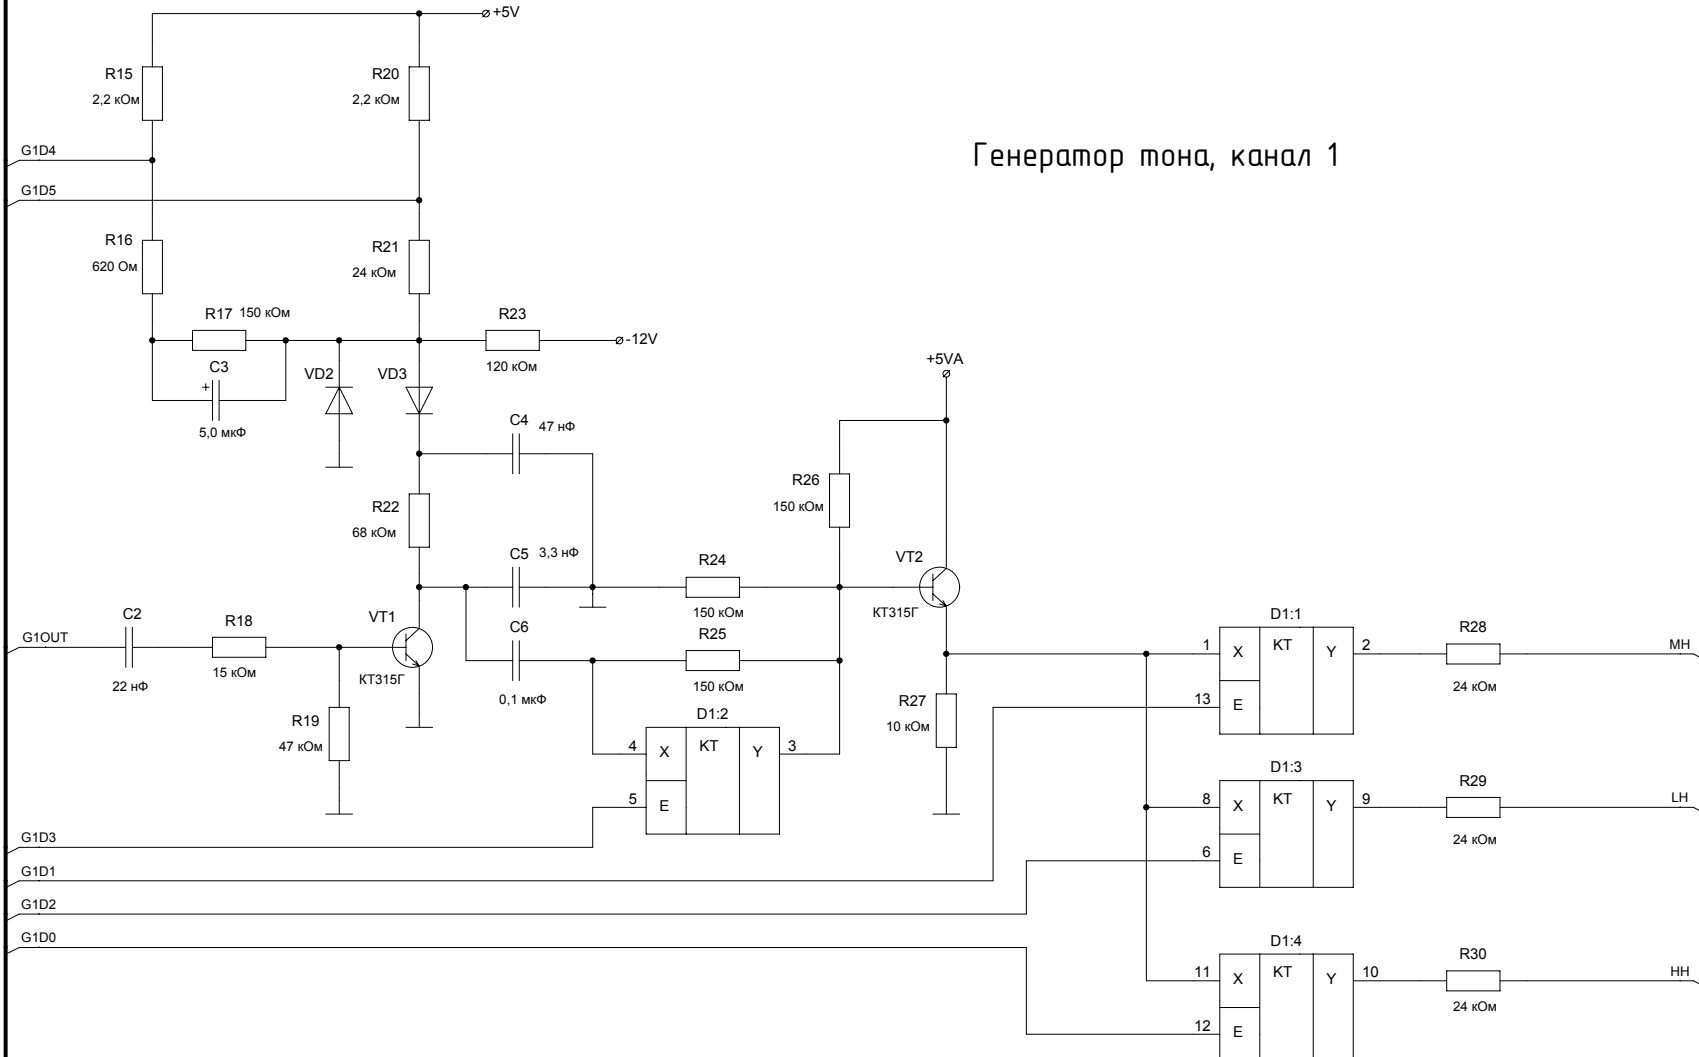 +5V
R15
2,2 кОм
R20
2,2 кОм
Генератор тона, канал 1
G1D4
G1D5
R16
620 Ом
R21
24 кОм
R17 150 кОм
R23
-12V
120 кОм
C3
+
5,0 мкФ
VD2
VD3
+5VA
C4 47 нФ
R26
150 кОм
R22
68 кОм
C5 3,3 нФ
R24
150 кОм
VT2
КТ315Г
C2
22 нФ
R18
15 кОм
VT1
КТ315Г
C6
0,1 мкФ
R25
150 кОм
G1OUT
R19
47 кОм
R27
10 кОм
D1:1
1 X KT Y 2
13 E
R28
24 кОм
MH
D1:2
4 X KT Y 3
5 E
D1:3
8 X KT Y 9
6 E
R29
24 кОм
LH
G1D3
G1D1
G1D2
G1D0
D1:4
11 X KT Y 10
12 E
R30
24 кОм
HH